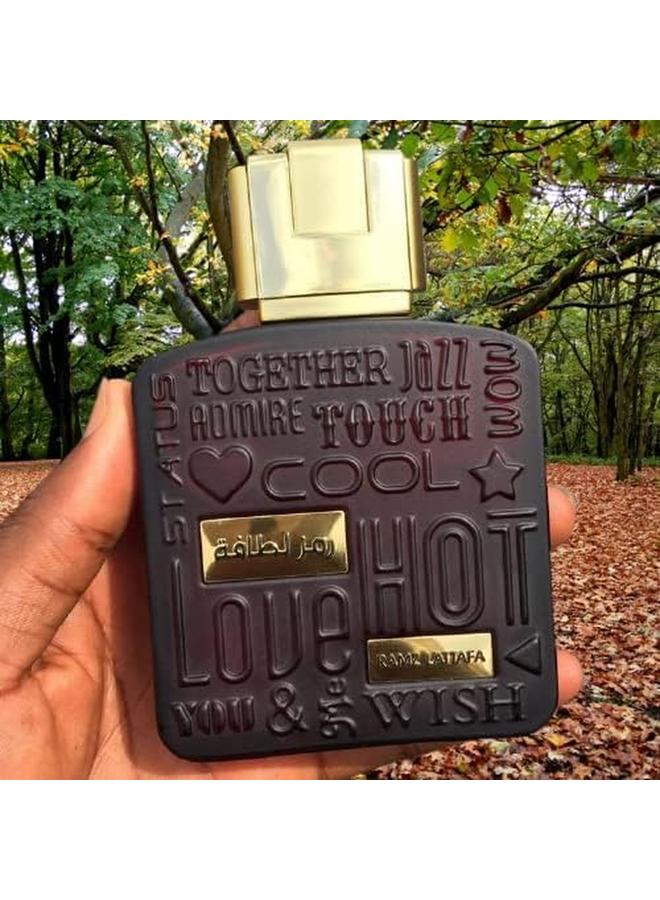 STATUS
TOGETHER JAZZ
ADMIRE TOUCH
WOW
COOL
رمز لطافة
Love HOT
RAMZ LATTAFA
YOU & Me WISH